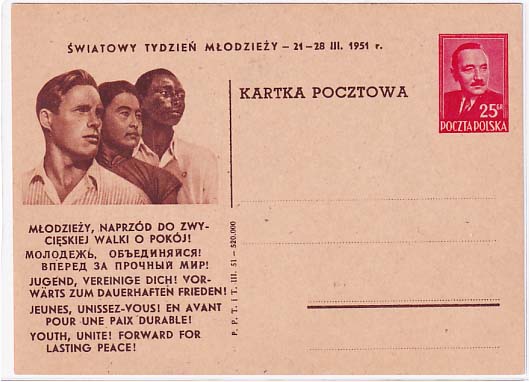 ŚWIATOWY TYDZIEŃ MŁODZIEŻY – 21–28 III. 1951 r.
KARTKA POCZTOWA
25 GR
POCZTA POLSKA
MŁODZIEŻY, NAPRZÓD DO ZWY-
CIĘSKIEJ WALKI O POKÓJ!
МОЛОДЕЖЬ, ОБЪЕДИНЯЙСЯ!
ВПЕРЕД ЗА ПРОЧНЫЙ МИР!
JUGEND, VEREINIGE DICH! VOR-
WÄRTS ZUM DAUERHAFTEN FRIEDEN!
JEUNES, UNISSEZ-VOUS! EN AVANT
POUR UNE PAIX DURABLE!
YOUTH, UNITE! FORWARD FOR
LASTING PEACE!
P. P. T. i T. III. 51 – 520.000